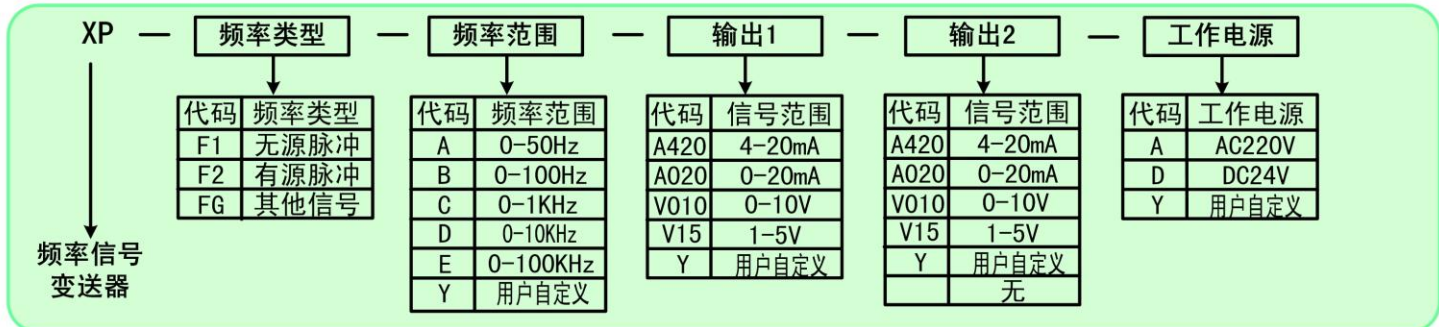 XP — 频率类型 — 频率范围 — 输出1 — 输出2 — 工作电源
代码 频率类型
F1 无源脉冲
F2 有源脉冲
FG 其他信号
代码 频率范围
A 0-50Hz
B 0-100Hz
C 0-1KHz
D 0-10KHz
E 0-100KHz
Y 用户自定义
代码 信号范围
A420 4-20mA
A020 0-20mA
V010 0-10V
V15 1-5V
Y 用户自定义
代码 信号范围
A420 4-20mA
A020 0-20mA
V010 0-10V
V15 1-5V
Y 用户自定义
无
代码 工作电源
A AC220V
D DC24V
Y 用户自定义
频率信号
变送器